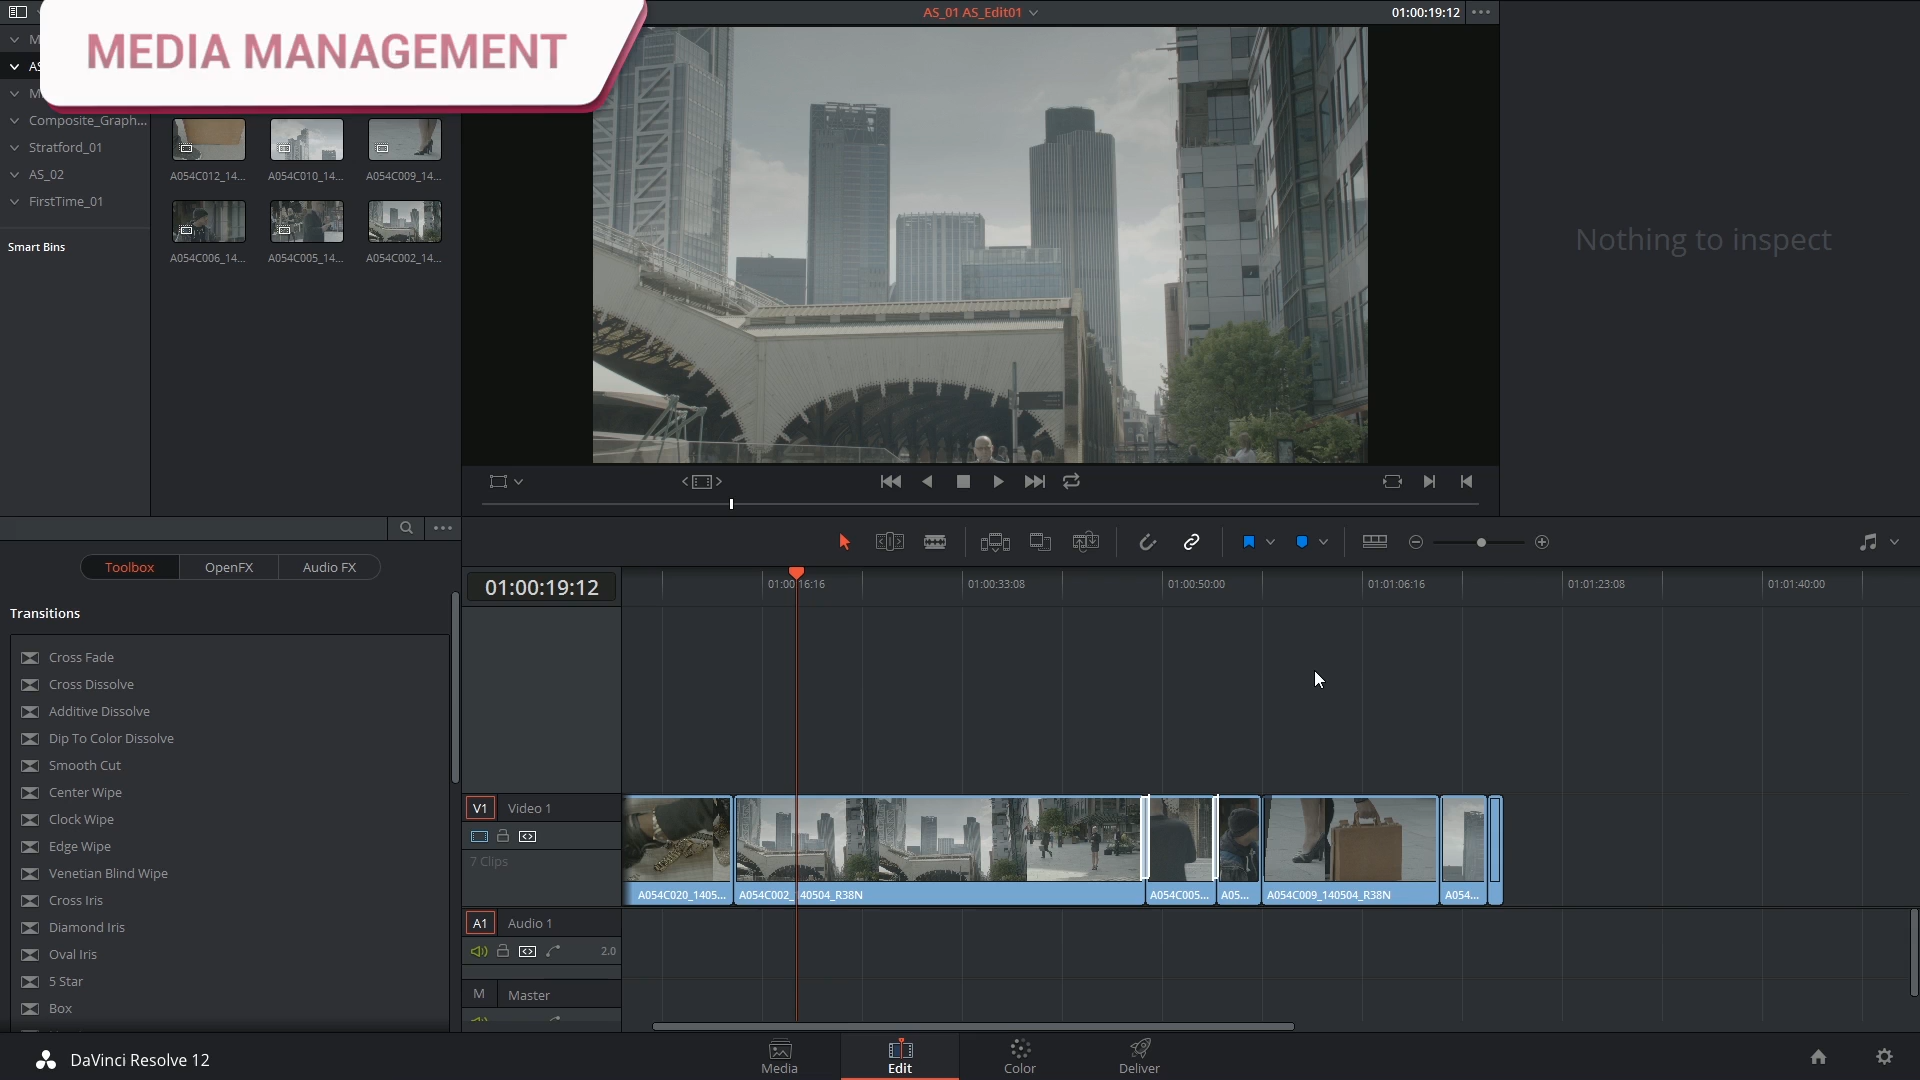 AS_01 AS_Edit01
01:00:19:12
MEDIA MANAGEMENT
M
AS
M
Composite_Graph...
Stratford_01
AS_02
FirstTime_01
Smart Bins
A054C012_14...
A054C010_14...
A054C009_14...
A054C006_14...
A054C005_14...
A054C002_14...
Nothing to inspect
Toolbox
OpenFX
Audio FX
Transitions
Cross Fade
Cross Dissolve
Additive Dissolve
Dip To Color Dissolve
Smooth Cut
Center Wipe
Clock Wipe
Edge Wipe
Venetian Blind Wipe
Cross Iris
Diamond Iris
Oval Iris
5 Star
Box
01:00:19:12
01:00:16:16
01:00:33:08
01:00:50:00
01:01:06:16
01:01:23:08
01:01:40:00
V1
Video 1
7 Clips
A054C020_1405...
A054C002_140504_R38N
A054C005...
A05...
A054C009_140504_R38N
A054...
A1
Audio 1
2.0
M
Master
DaVinci Resolve 12
Media
Edit
Color
Deliver